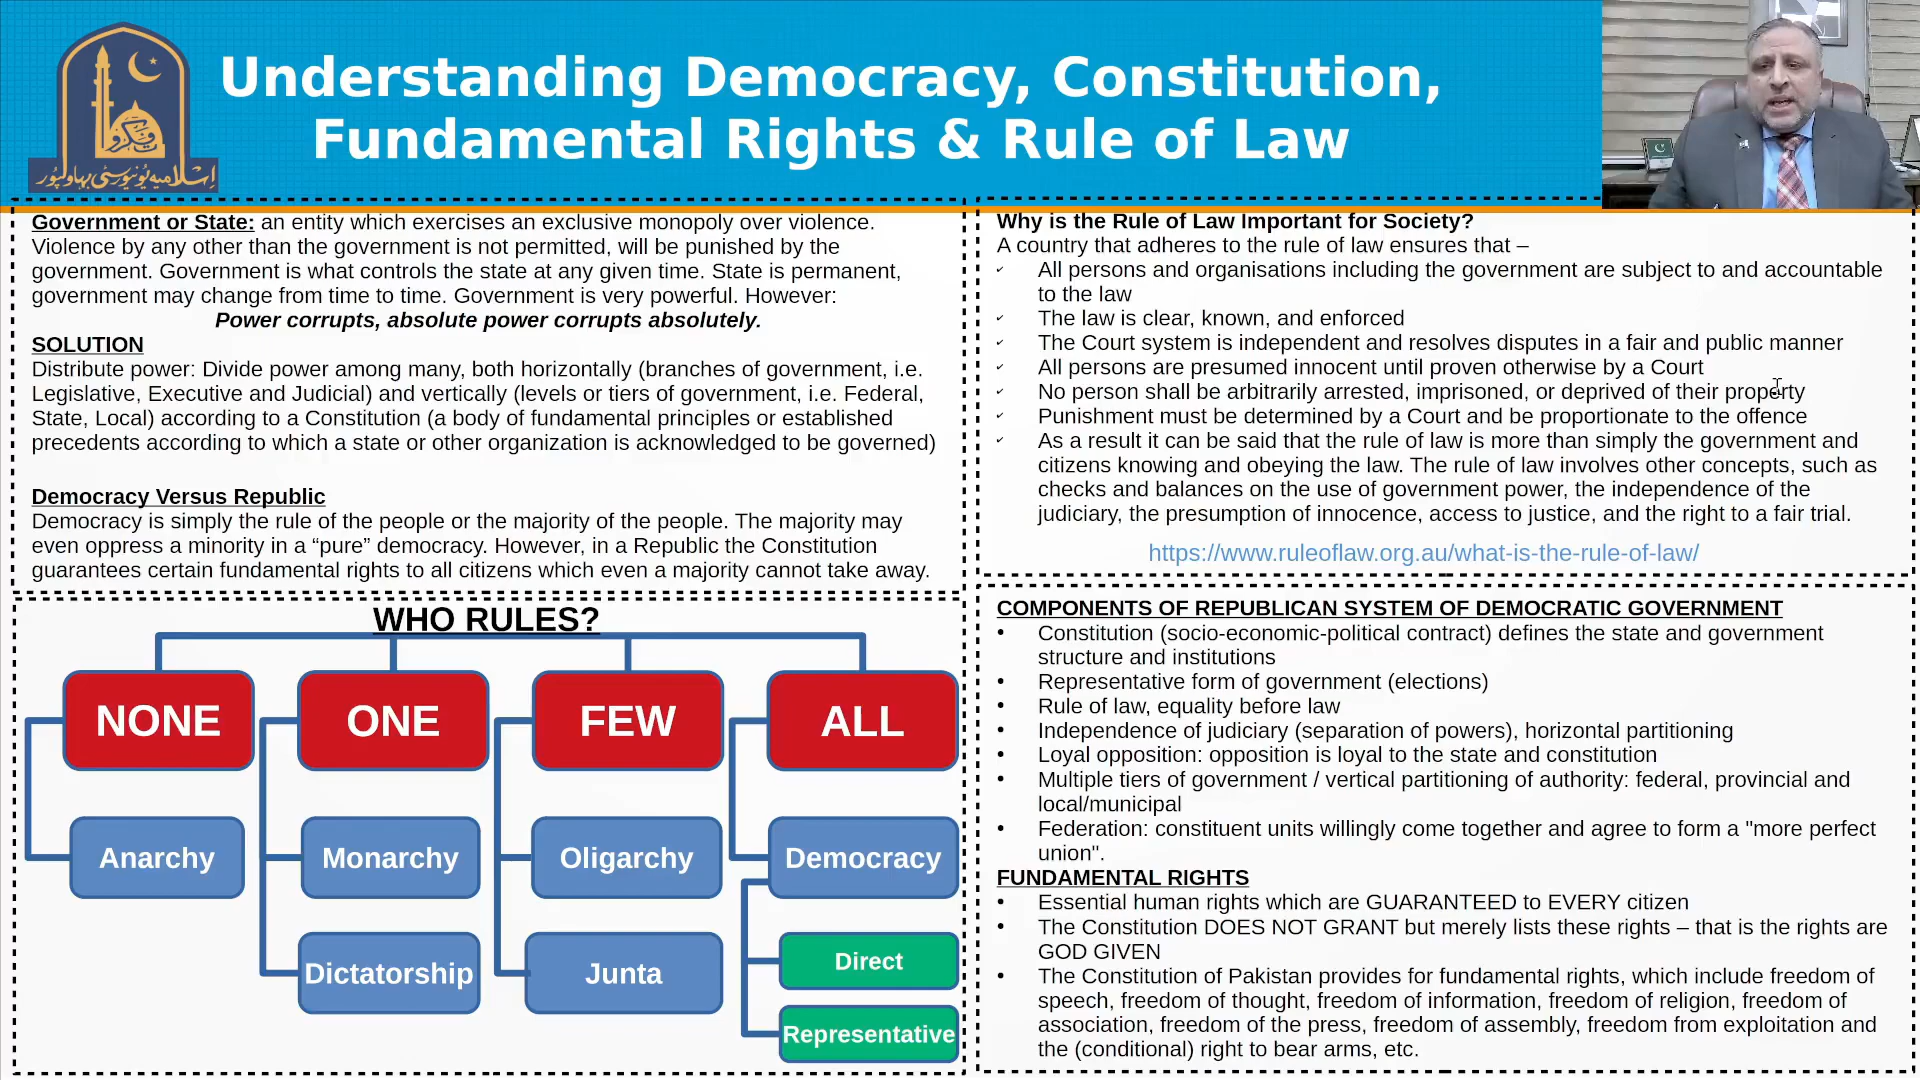 Understanding Democracy, Constitution,
Fundamental Rights & Rule of Law
اسلامیہ یونیورسٹی بہاولپور
Government or State: an entity which exercises an exclusive monopoly over violence.
Violence by any other than the government is not permitted, will be punished by the
government. Government is what controls the state at any given time. State is permanent,
government may change from time to time. Government is very powerful. However:
Power corrupts, absolute power corrupts absolutely.
SOLUTION
Distribute power: Divide power among many, both horizontally (branches of government, i.e.
Legislative, Executive and Judicial) and vertically (levels or tiers of government, i.e. Federal,
State, Local) according to a Constitution (a body of fundamental principles or established
precedents according to which a state or other organization is acknowledged to be governed)
Democracy Versus Republic
Democracy is simply the rule of the people or the majority of the people. The majority may
even oppress a minority in a “pure” democracy. However, in a Republic the Constitution
guarantees certain fundamental rights to all citizens which even a majority cannot take away.
WHO RULES?
NONE
ONE
FEW
ALL
Anarchy
Monarchy
Oligarchy
Democracy
Dictatorship
Junta
Direct
Representative
Why is the Rule of Law Important for Society?
A country that adheres to the rule of law ensures that –
✓ All persons and organisations including the government are subject to and accountable
to the law
✓ The law is clear, known, and enforced
✓ The Court system is independent and resolves disputes in a fair and public manner
✓ All persons are presumed innocent until proven otherwise by a Court
✓ No person shall be arbitrarily arrested, imprisoned, or deprived of their property
✓ Punishment must be determined by a Court and be proportionate to the offence
✓ As a result it can be said that the rule of law is more than simply the government and
citizens knowing and obeying the law. The rule of law involves other concepts, such as
checks and balances on the use of government power, the independence of the
judiciary, the presumption of innocence, access to justice, and the right to a fair trial.
https://www.ruleoflaw.org.au/what-is-the-rule-of-law/
COMPONENTS OF REPUBLICAN SYSTEM OF DEMOCRATIC GOVERNMENT
• Constitution (socio-economic-political contract) defines the state and government
structure and institutions
• Representative form of government (elections)
• Rule of law, equality before law
• Independence of judiciary (separation of powers), horizontal partitioning
• Loyal opposition: opposition is loyal to the state and constitution
• Multiple tiers of government / vertical partitioning of authority: federal, provincial and
local/municipal
• Federation: constituent units willingly come together and agree to form a "more perfect
union".
FUNDAMENTAL RIGHTS
• Essential human rights which are GUARANTEED to EVERY citizen
• The Constitution DOES NOT GRANT but merely lists these rights – that is the rights are
GOD GIVEN
• The Constitution of Pakistan provides for fundamental rights, which include freedom of
speech, freedom of thought, freedom of information, freedom of religion, freedom of
association, freedom of the press, freedom of assembly, freedom from exploitation and
the (conditional) right to bear arms, etc.